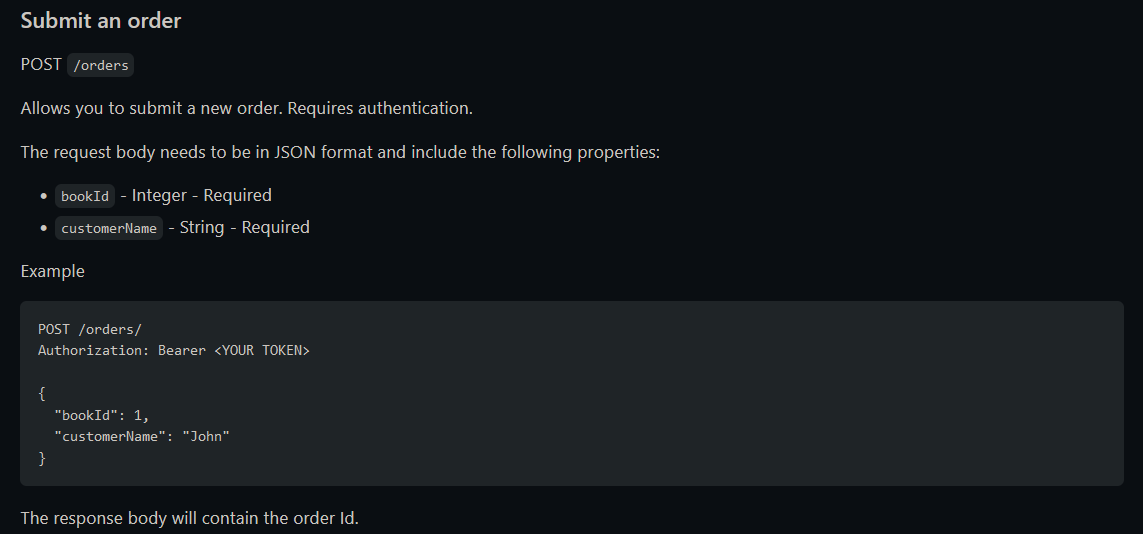 Submit an order
POST /orders
Allows you to submit a new order. Requires authentication.
The request body needs to be in JSON format and include the following properties:
• bookId - Integer - Required
• customerName - String - Required
Example
POST /orders/
Authorization: Bearer <YOUR TOKEN>
{
"bookId": 1,
"customerName": "John"
}
The response body will contain the order Id.